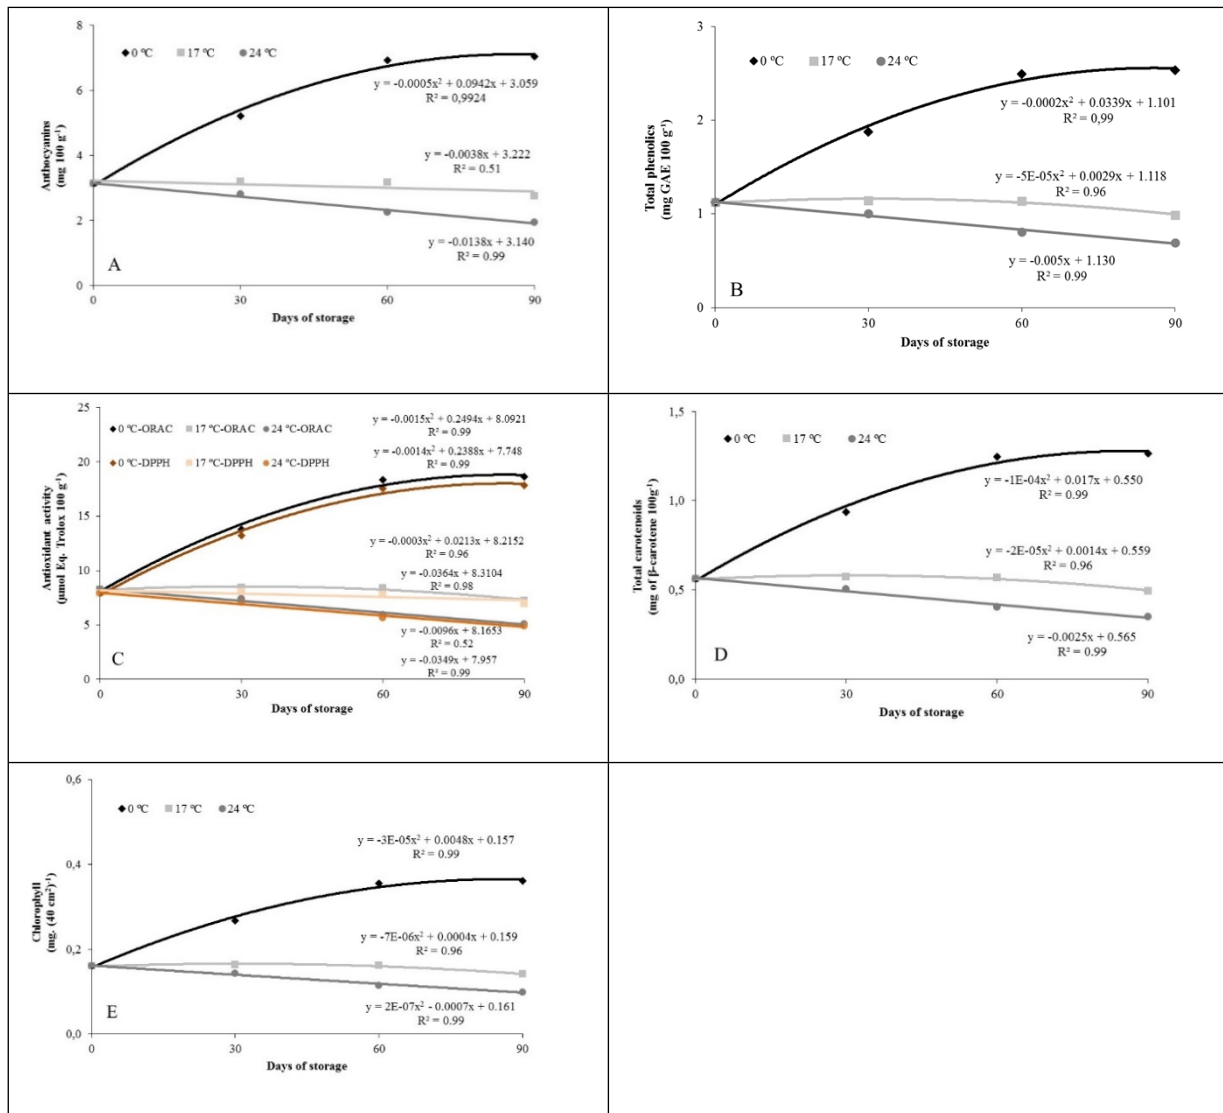 8
6
4
2
0
0 30 60 90
Anthocyanins
(mg 100 g⁻¹)
Days of storage
0 ºC 17 ºC 24 ºC
y = -0.0005x² + 0.0942x + 3.059
R² = 0,9924
y = -0.0038x + 3.222
R² = 0.51
y = -0.0138x + 3.140
R² = 0.99
A
3
2
1
0
0 30 60 90
Total phenolics
(mg GAE 100 g⁻¹)
Days of storage
0 ºC 17 ºC 24 ºC
y = -0.0002x² + 0.0339x + 1.101
R² = 0,99
y = -5E-05x² + 0.0029x + 1.118
R² = 0.96
y = -0.005x + 1.130
R² = 0.99
B
25
20
15
10
5
0
0 30 60 90
Antioxidant activity
(µmol Eq. Trolox 100 g⁻¹)
Days of storage
0 ºC-ORAC 17 ºC-ORAC 24 ºC-ORAC
0 ºC-DPPH 17 ºC-DPPH 24 ºC-DPPH
y = -0.0015x² + 0.2494x + 8.0921
R² = 0.99
y = -0.0014x² + 0.2388x + 7.748
R² = 0.99
y = -0.0003x² + 0.0213x + 8.2152
R² = 0.96
y = -0.0364x + 8.3104
R² = 0.98
y = -0.0096x + 8.1653
R² = 0.52
y = -0.0349x + 7.957
R² = 0.99
C
1,5
1,0
0,5
0,0
0 30 60 90
Total carotenoids
(mg of β-carotene 100g⁻¹)
Days of storage
0 ºC 17 ºC 24 ºC
y = -1E-04x² + 0.017x + 0.550
R² = 0.99
y = -2E-05x² + 0.0014x + 0.559
R² = 0.96
y = -0.0025x + 0.565
R² = 0.99
D
0,6
0,4
0,2
0,0
0 30 60 90
Chlorophyll
(mg. (40 cm²)⁻¹)
Days of storage
0 ºC 17 ºC 24 ºC
y = -3E-05x² + 0.0048x + 0.157
R² = 0.99
y = -7E-06x² + 0.0004x + 0.159
R² = 0.96
y = 2E-07x² - 0.0007x + 0.161
R² = 0.99
E